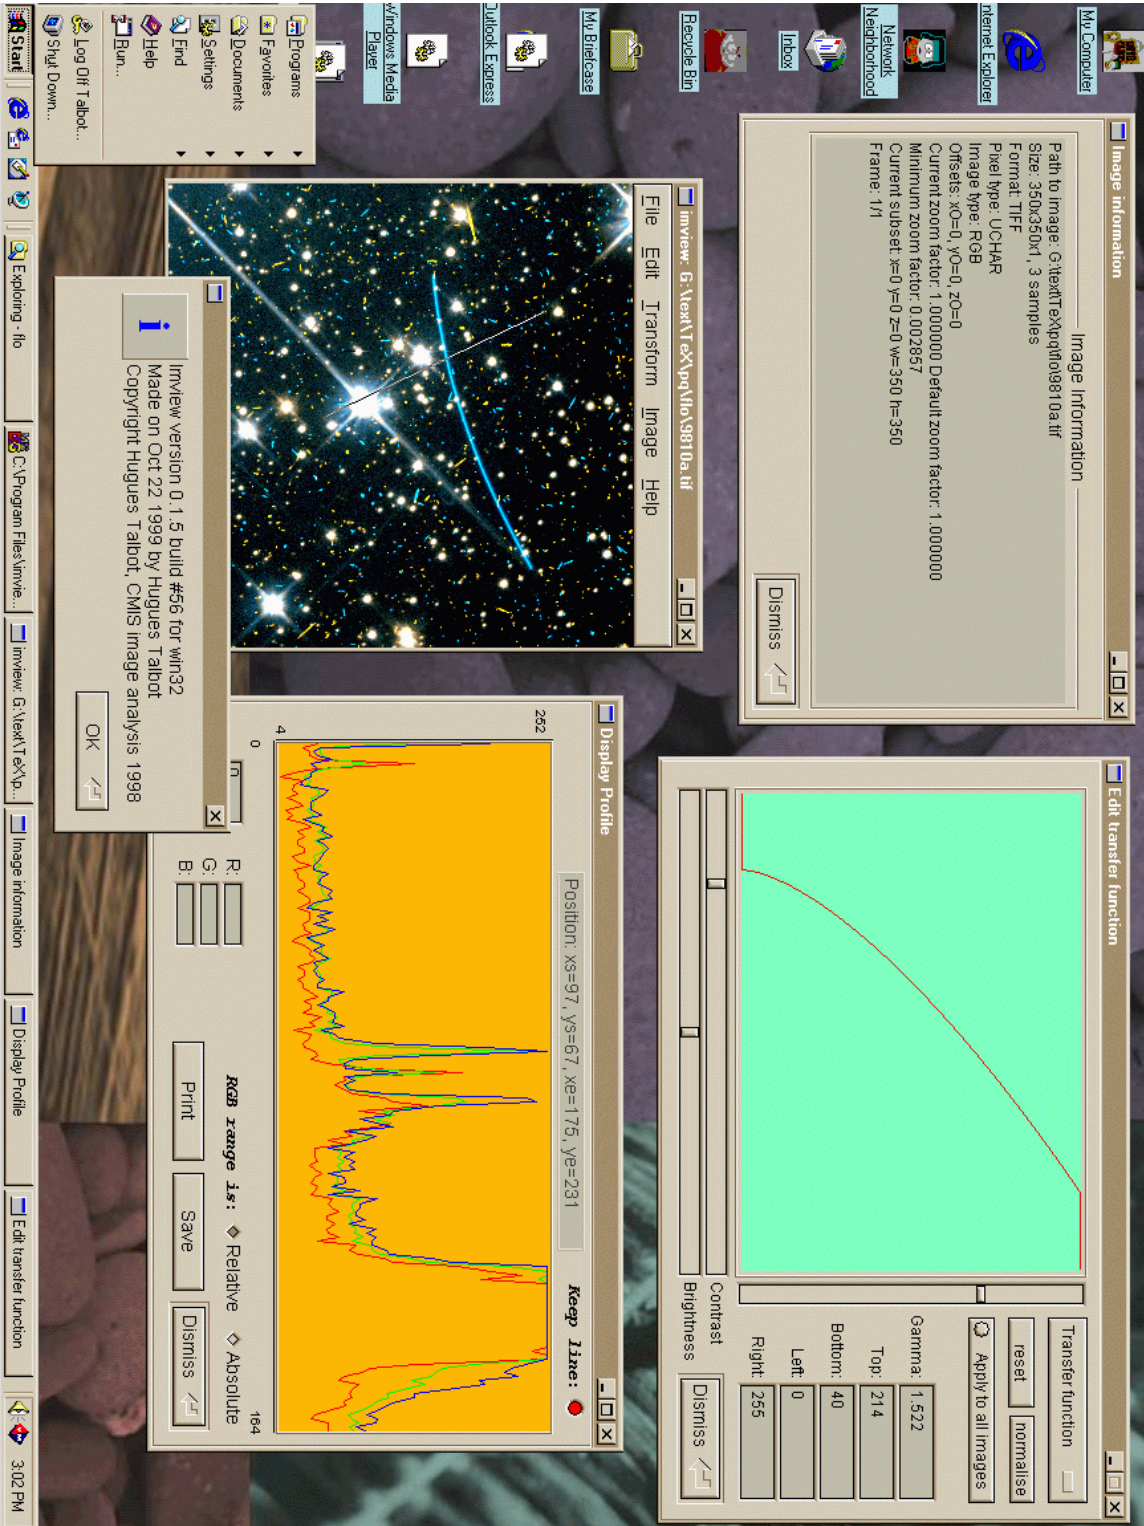 My Computer
Internet Explorer
Network
Neighborhood
Inbox
Recycle Bin
My Briefcase
Outlook Express
Windows Media
Player
Image information
Image Information
Path to image: G:\text\TeX\pq\flo\9810a.tif
Size: 350x350x1, 3 samples
Format: TIFF
Pixel type: UCHAR
Image type: RGB
Offsets: xO=0, yO=0, zO=0
Current zoom factor: 1.000000 Default zoom factor: 1.000000
Minimum zoom factor: 0.002857
Current subset: x=0 y=0 z=0 w=350 h=350
Frame: 1/1
Dismiss
Edit transfer function
Transfer function
reset
normalise
Apply to all images
Gamma: 1.522
Top: 214
Bottom: 40
Left: 0
Right: 255
Contrast
Brightness
Dismiss
imview: G:\text\TeX\pq\flo\9810a.tif
File Edit Transform Image Help
Display Profile
Position: xs=97, ys=67, xe=175, ye=231
Keep line:
252
4
0
164
R:
G:
B:
RGB range is: Relative Absolute
Print
Save
Dismiss
Imview version 0.1.5 build #56 for win32
Made on Oct 22 1999 by Hugues Talbot
Copyright Hugues Talbot, CMIS image analysis 1998
OK
Programs
Favorites
Documents
Settings
Find
Help
Run...
Log Off Talbot...
Shut Down...
Start
Exploring - flo
C:\Program Files\imvie...
imview: G:\text\TeX\p...
Image information
Display Profile
Edit transfer function
3:02 PM